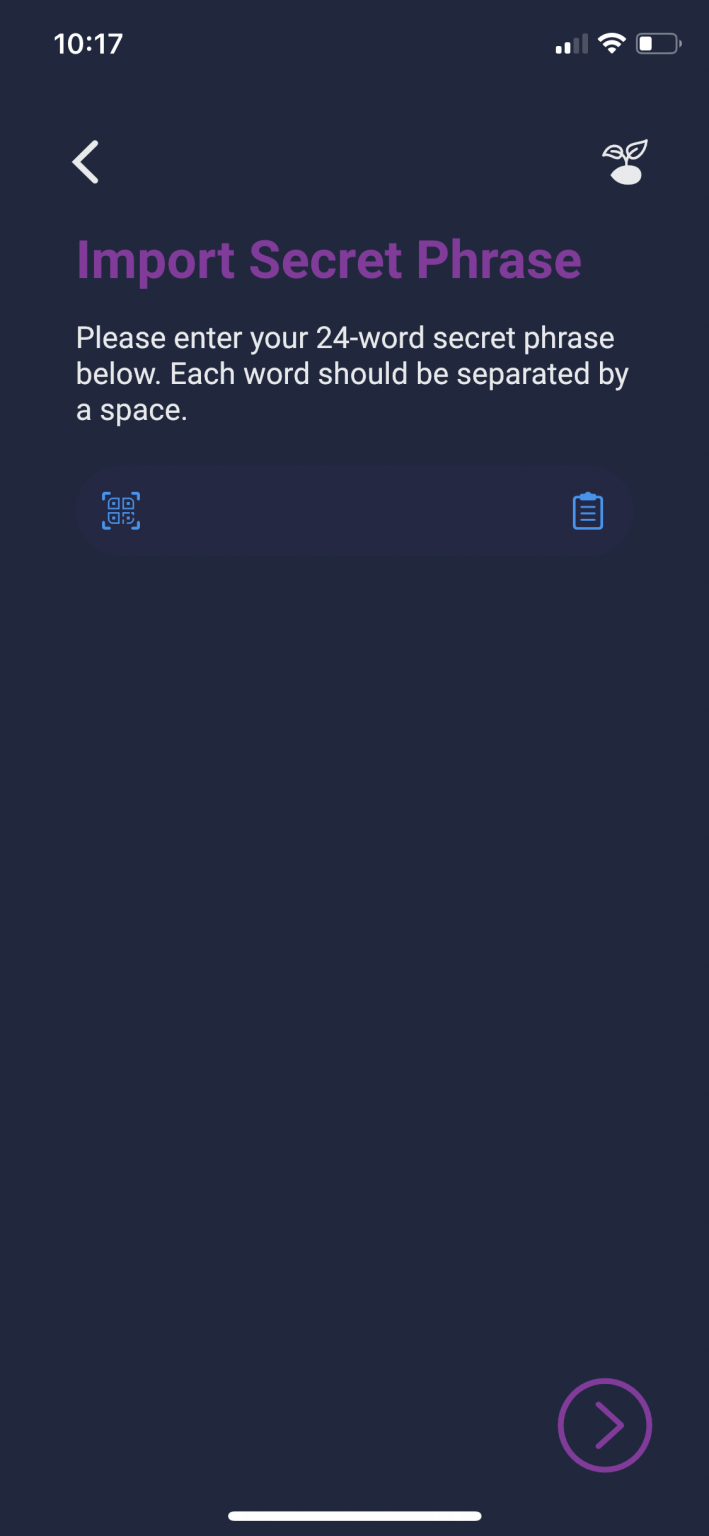 10:17
Import Secret Phrase
Please enter your 24-word secret phrase
below. Each word should be separated by
a space.